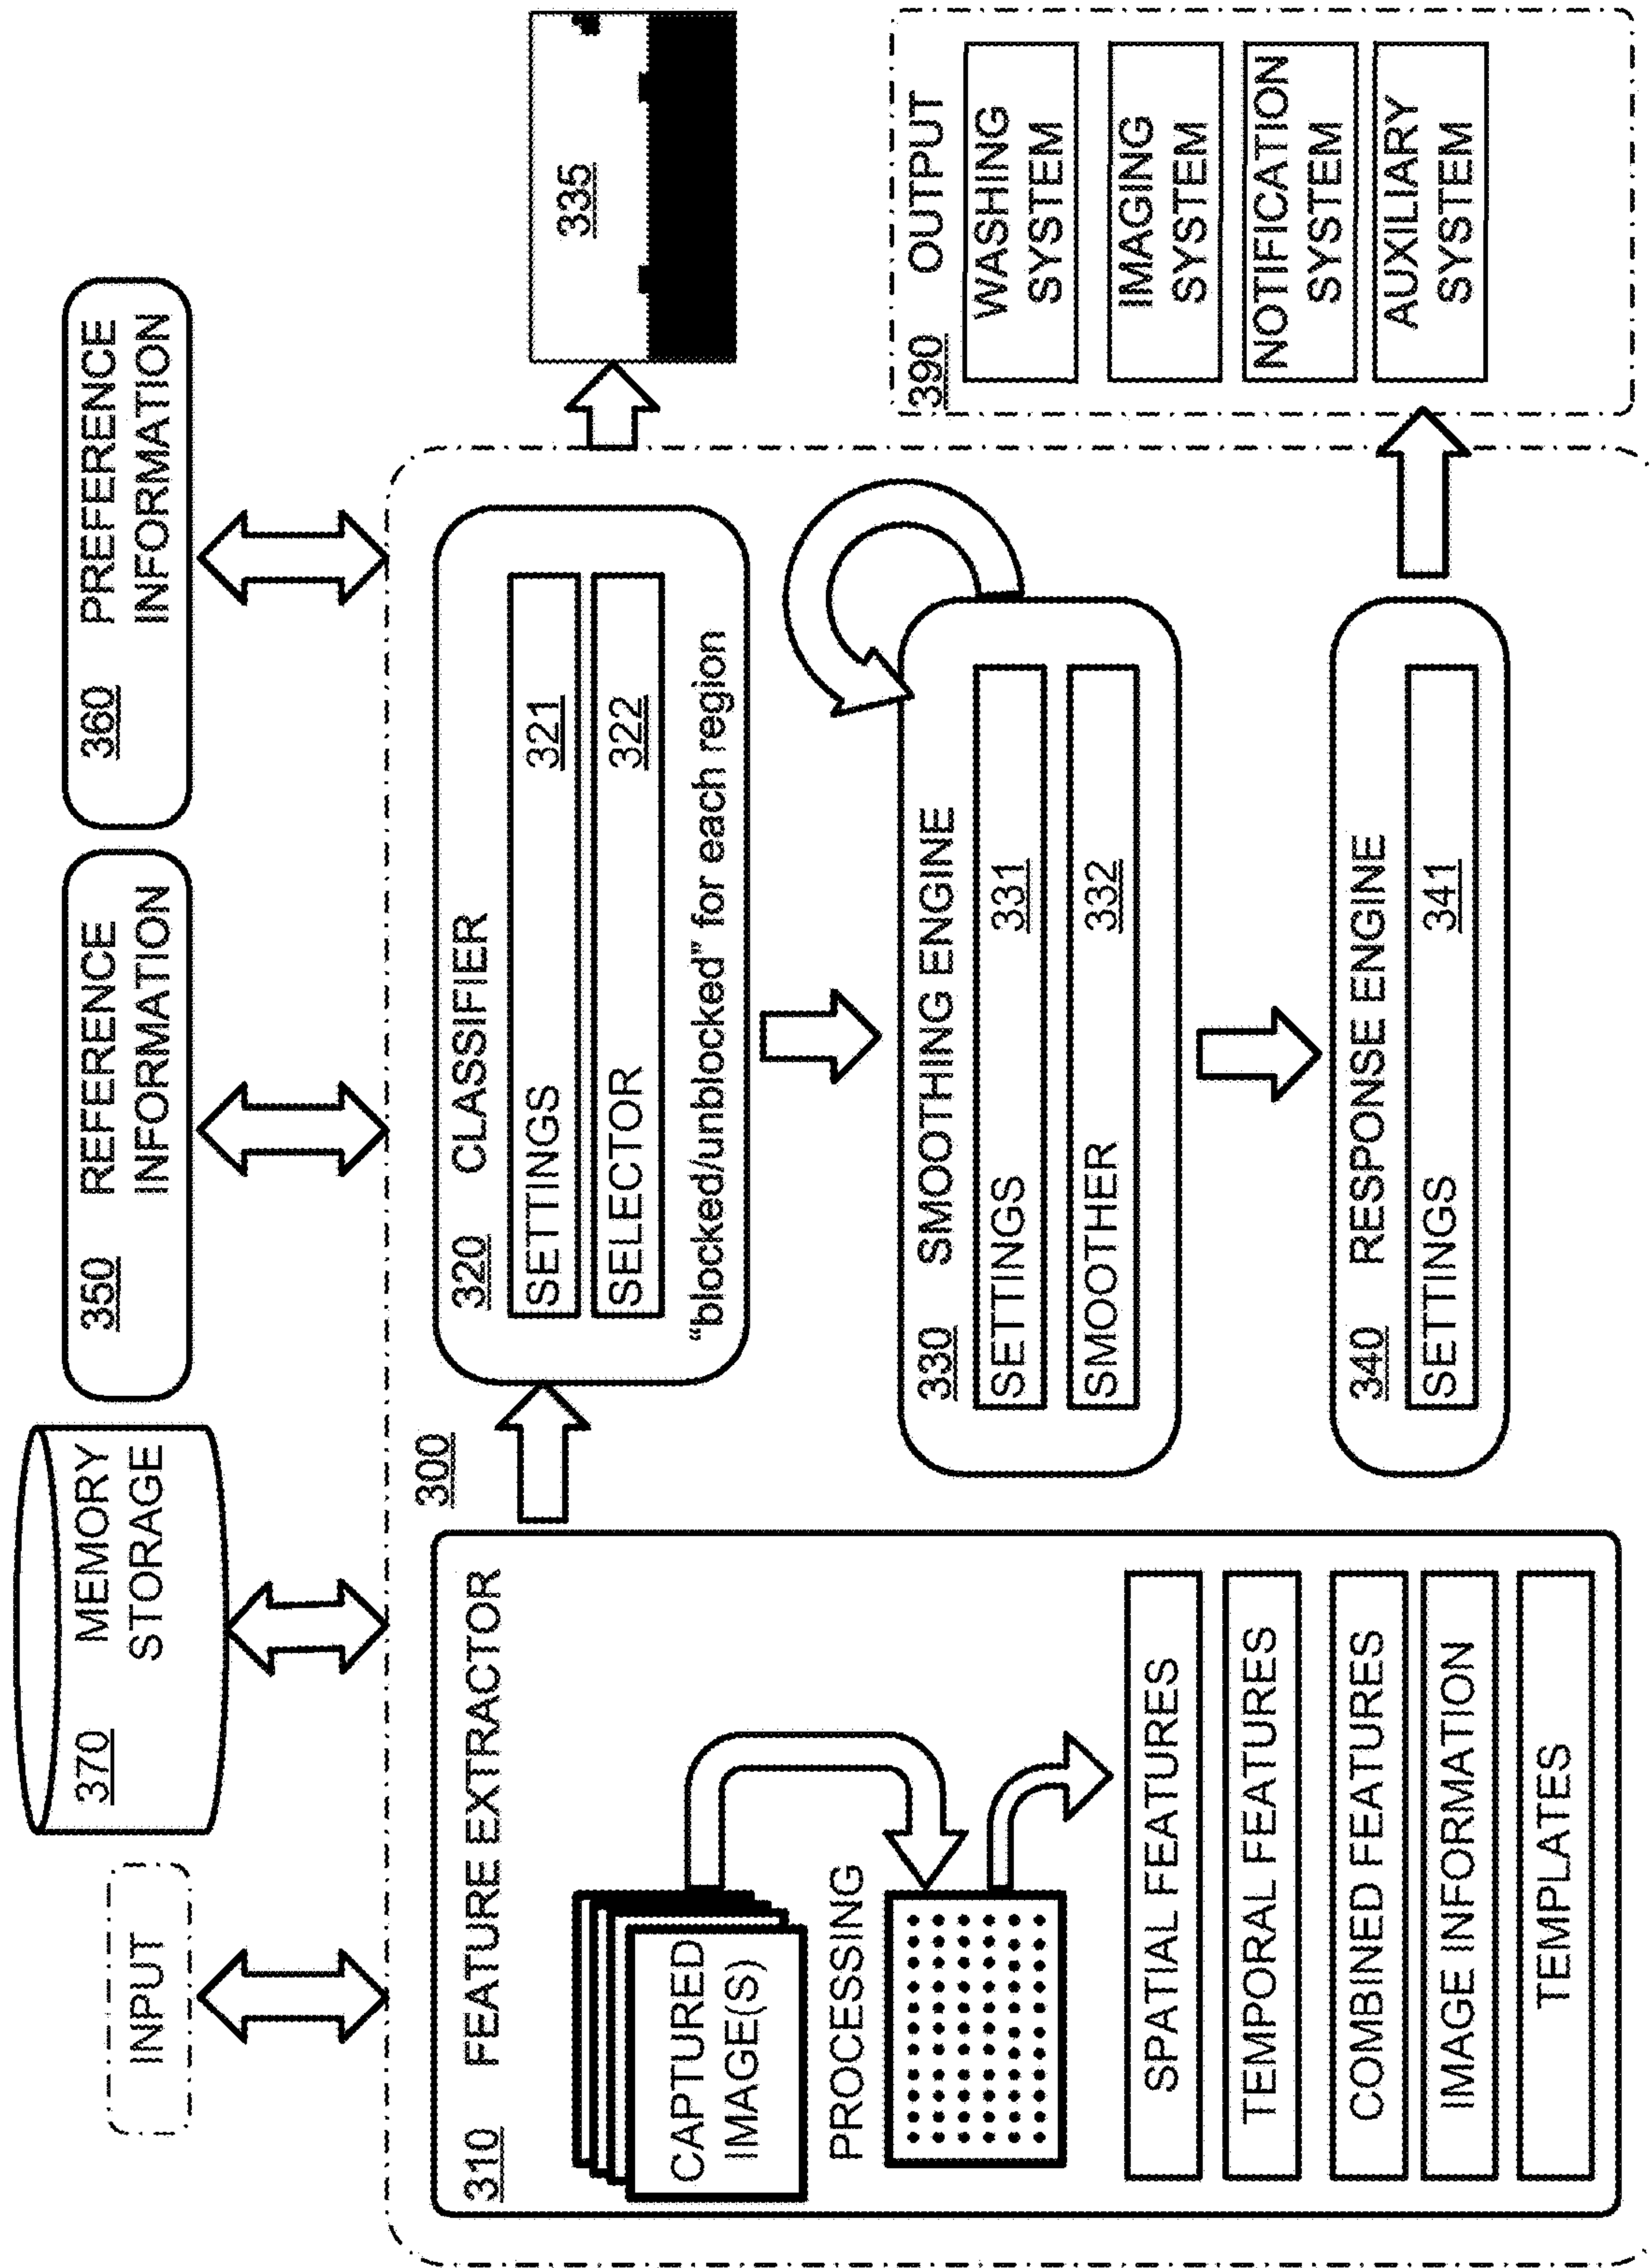 INPUT
370 MEMORY
STORAGE
350 REFERENCE
INFORMATION
360 PREFERENCE
INFORMATION
300
310 FEATURE EXTRACTOR
CAPTURED
IMAGE(S)
PROCESSING
SPATIAL FEATURES
TEMPORAL FEATURES
COMBINED FEATURES
IMAGE INFORMATION
TEMPLATES
320 CLASSIFIER
SETTINGS 321
SELECTOR 322
“blocked/unblocked” for each region
330 SMOOTHING ENGINE
SETTINGS 331
SMOOTHER 332
340 RESPONSE ENGINE
SETTINGS 341
335
390 OUTPUT
WASHING
SYSTEM
IMAGING
SYSTEM
NOTIFICATION
SYSTEM
AUXILIARY
SYSTEM